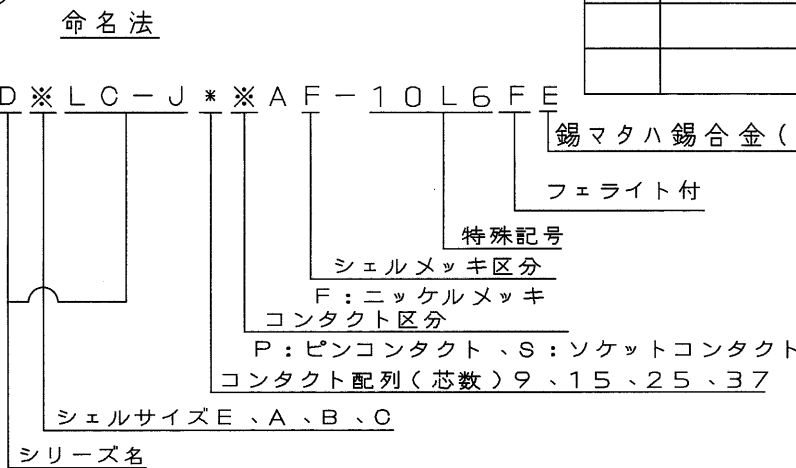 命名法
D※LC-J*※AF-10L6FE
錫マタハ錫合金(
フェライト付
特殊記号
シェルメッキ区分
F:ニッケルメッキ
コンタクト区分
P:ピンコンタクト、S:ソケットコンタクト
コンタクト配列(芯数)9、15、25、37
シェルサイズE、A、B、C
シリーズ名